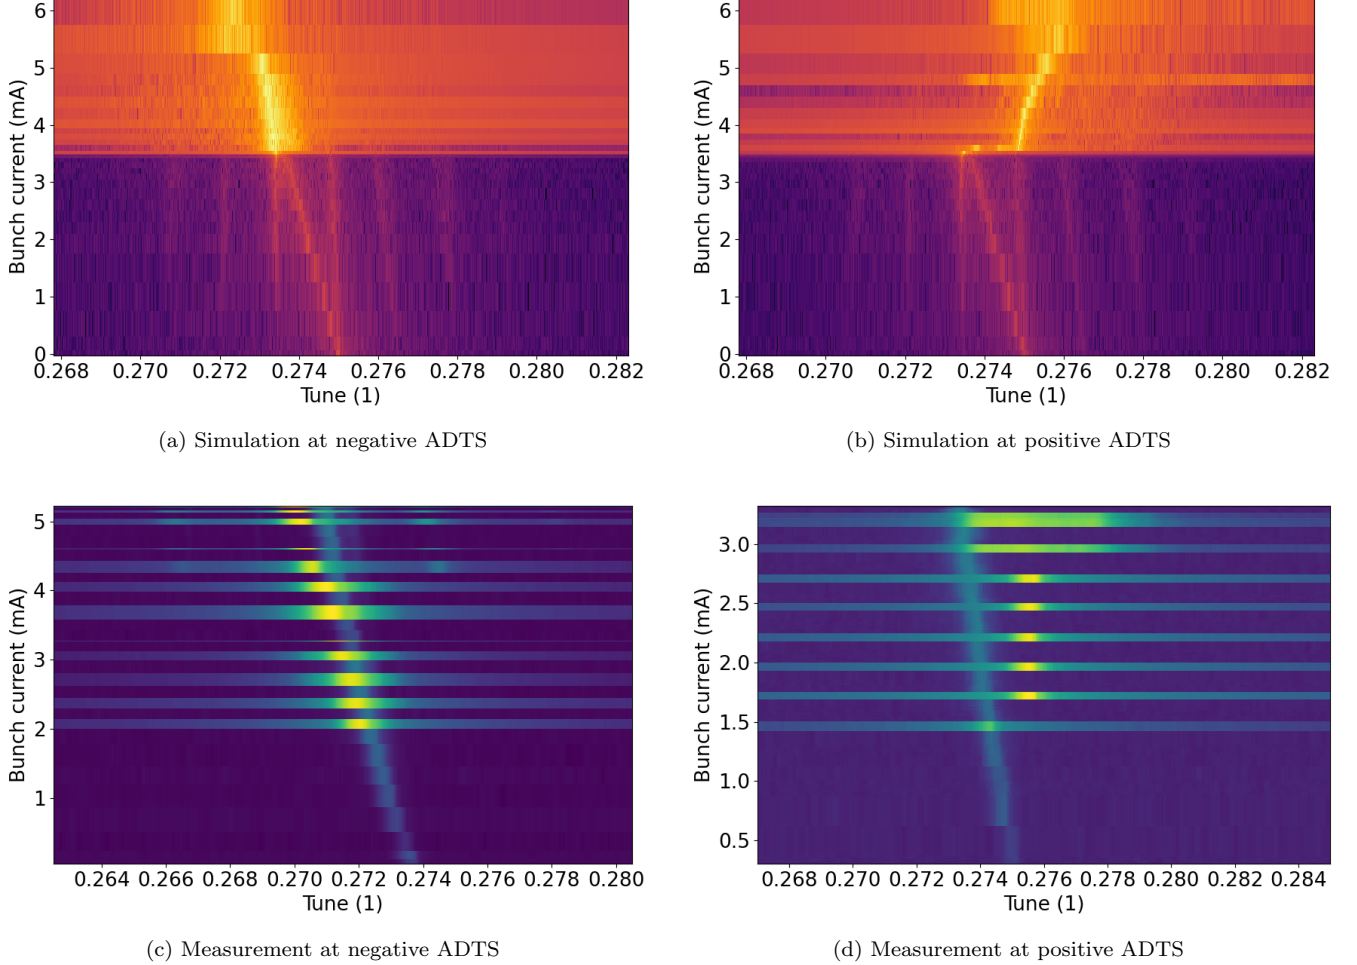 6
5
4
3
2
1
0
Bunch current (mA)
0.268 0.270 0.272 0.274 0.276 0.278 0.280 0.282
Tune (1)
(a) Simulation at negative ADTS
6
5
4
3
2
1
0
Bunch current (mA)
0.268 0.270 0.272 0.274 0.276 0.278 0.280 0.282
Tune (1)
(b) Simulation at positive ADTS
5
4
3
2
1
Bunch current (mA)
0.264 0.266 0.268 0.270 0.272 0.274 0.276 0.278 0.280
Tune (1)
(c) Measurement at negative ADTS
3.0
2.5
2.0
1.5
1.0
0.5
Bunch current (mA)
0.268 0.270 0.272 0.274 0.276 0.278 0.280 0.282 0.284
Tune (1)
(d) Measurement at positive ADTS